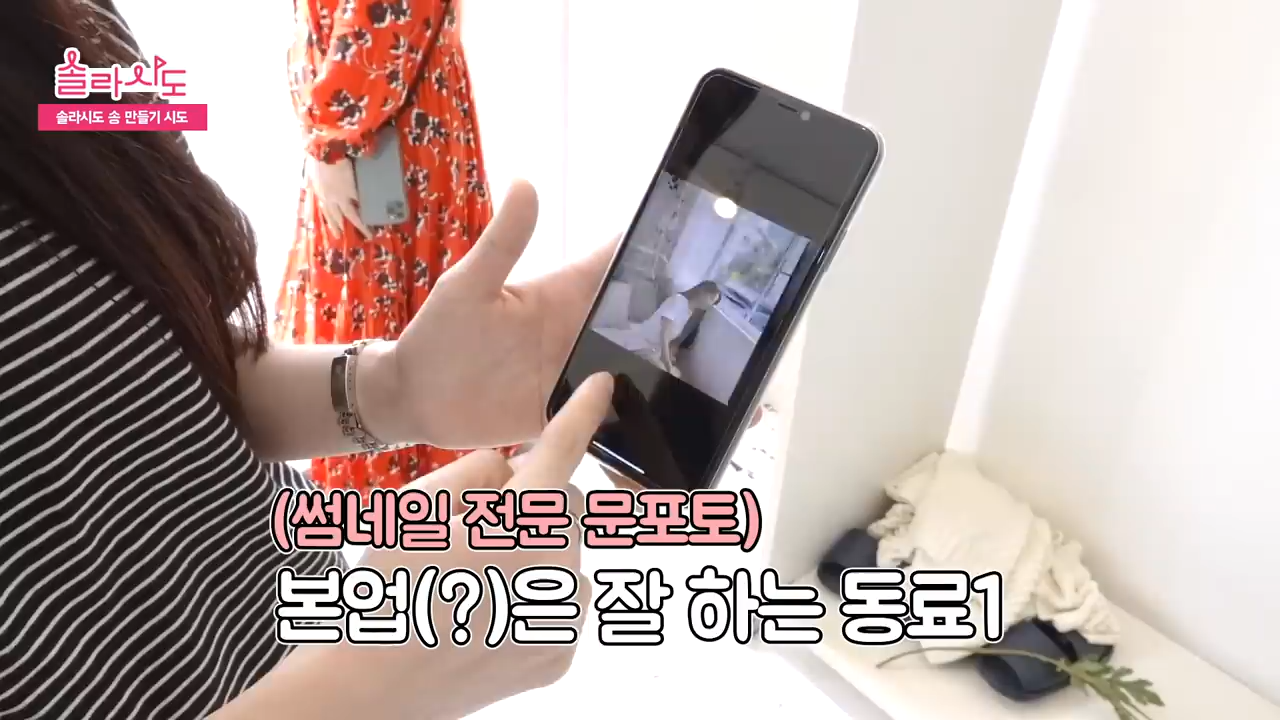 솔라시도
솔라시도 송 만들기 시도
(썸네일 전문 문포토)
본업(?)은 잘 하는 동료1